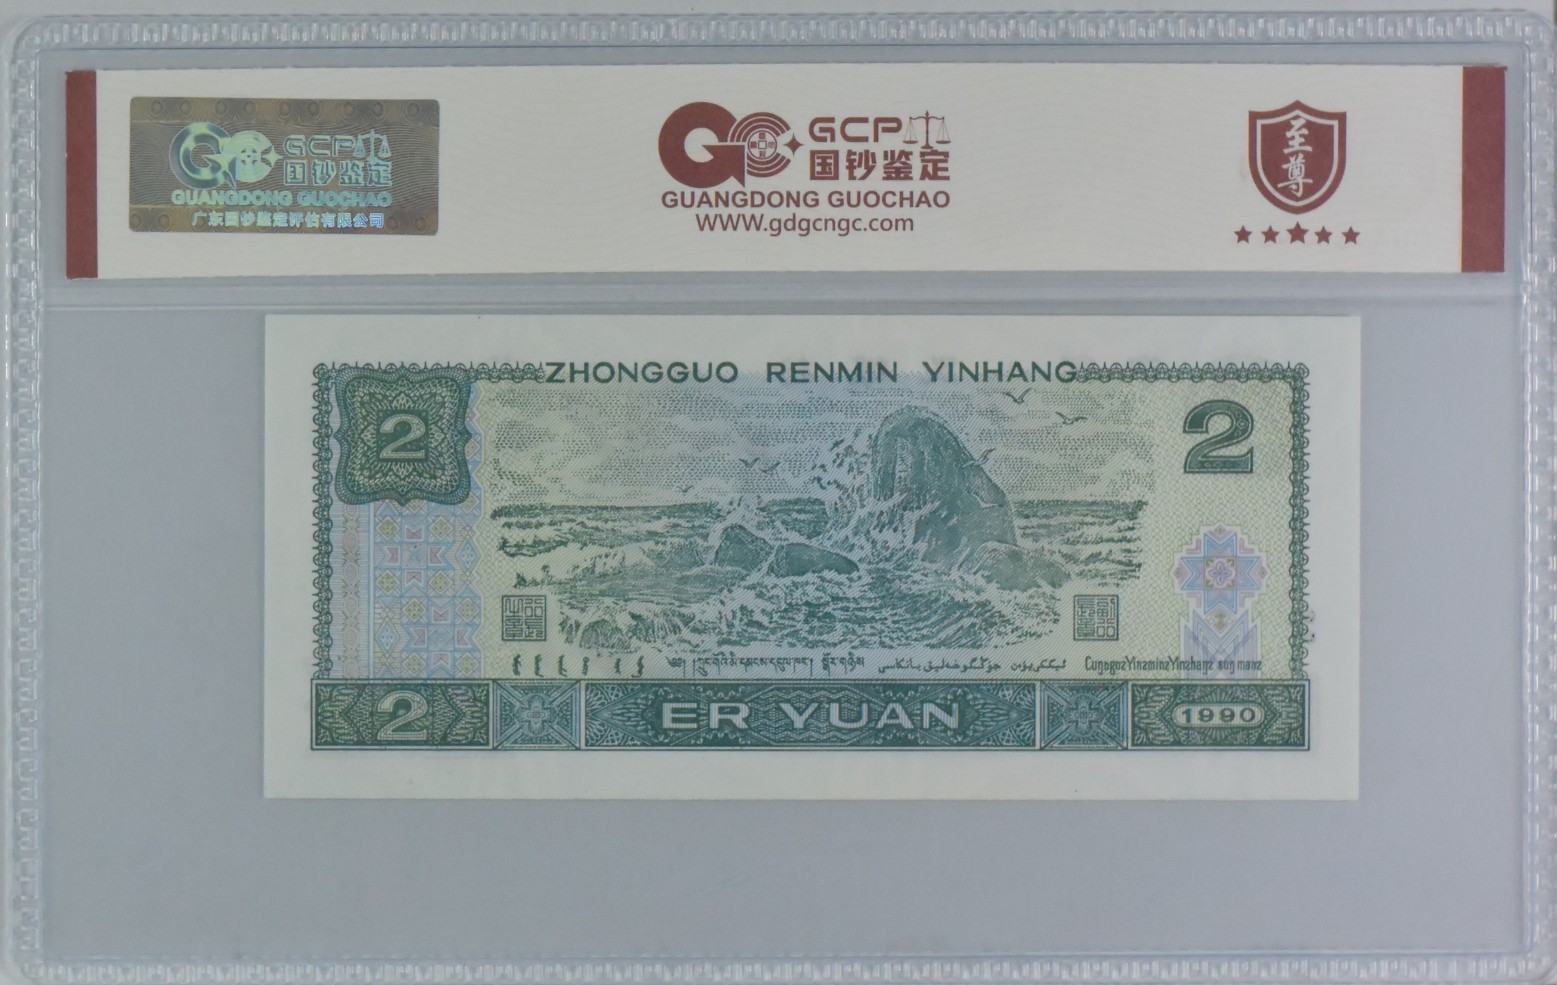 GCP
国钞鉴定
GUANGDONG GUOCHAO
广东国钞鉴定评估有限公司
GCP
国钞鉴定
GUANGDONG GUOCHAO
WWW.gdgcngc.com
至尊
ZHONGGUO RENMIN YINHANG
2
2
CuŋƨguƨYinƨminƨYinƨhaŋƨ
2
ER YUAN
1990